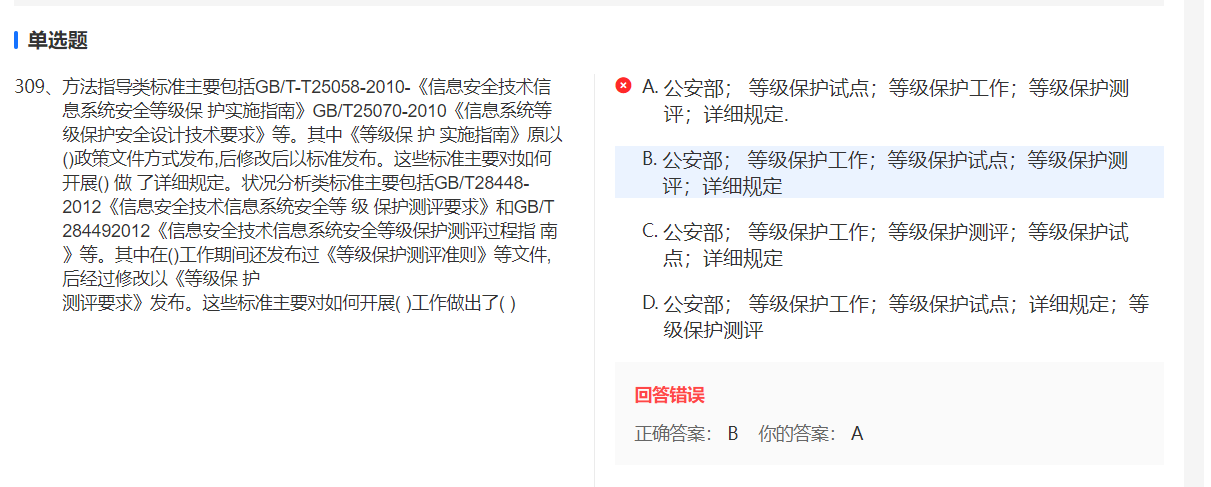 单选题
309、方法指导类标准主要包括GB/T-T25058-2010-《信息安全技术信
息系统安全等级保 护实施指南》GB/T25070-2010《信息系统等
级保护安全设计技术要求》等。其中《等级保 护 实施指南》原以
()政策文件方式发布,后修改后以标准发布。这些标准主要对如何
开展() 做 了详细规定。状况分析类标准主要包括GB/T28448-
2012《信息安全技术信息系统安全等 级 保护测评要求》和GB/T
284492012《信息安全技术信息系统安全等级保护测评过程指 南
》等。其中在()工作期间还发布过《等级保护测评准则》等文件,
后经过修改以《等级保 护
测评要求》发布。这些标准主要对如何开展( )工作做出了( )
A. 公安部； 等级保护试点；等级保护工作；等级保护测
评；详细规定.
B. 公安部； 等级保护工作；等级保护试点；等级保护测
评；详细规定
C. 公安部； 等级保护工作；等级保护测评；等级保护试
点；详细规定
D. 公安部； 等级保护工作；等级保护试点；详细规定；等
级保护测评
回答错误
正确答案： B 你的答案： A